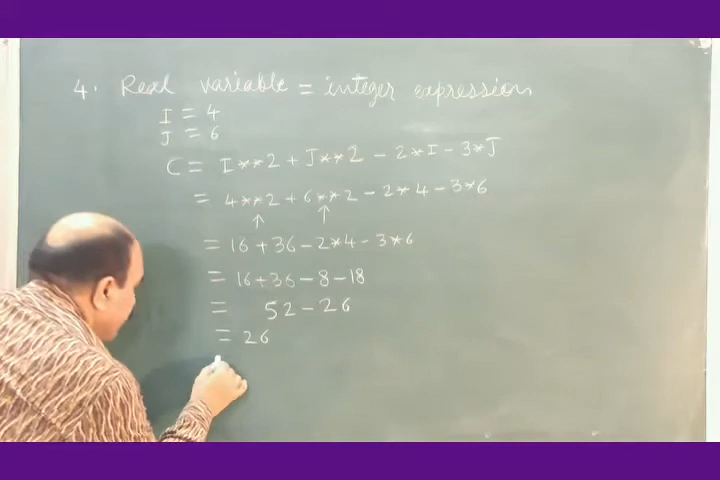 4. Real variable = integer expression
I = 4
J = 6
C = I**2 + J**2 - 2*I - 3*J
= 4**2 + 6**2 - 2*4 - 3*6
↑ ↑
= 16 + 36 - 2*4 - 3*6
= 16 + 36 - 8 - 18
= 52 - 26
= 26